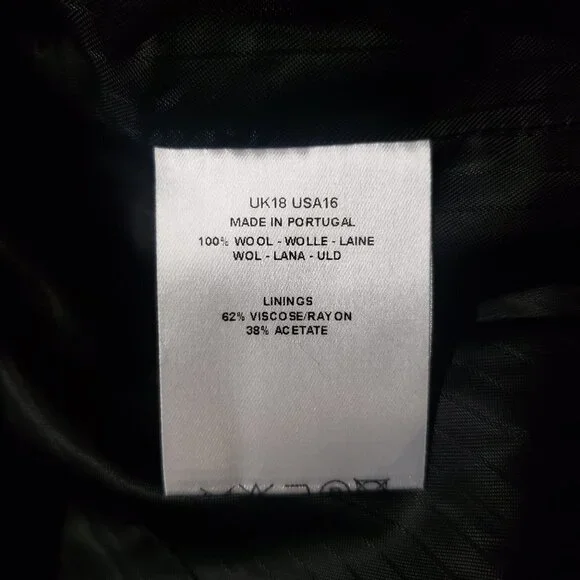 UK18 USA16
MADE IN PORTUGAL
100% WOOL - WOLLE - LAINE
WOL - LANA - ULD
LININGS
62% VISCOSE/RAYON
38% ACETATE